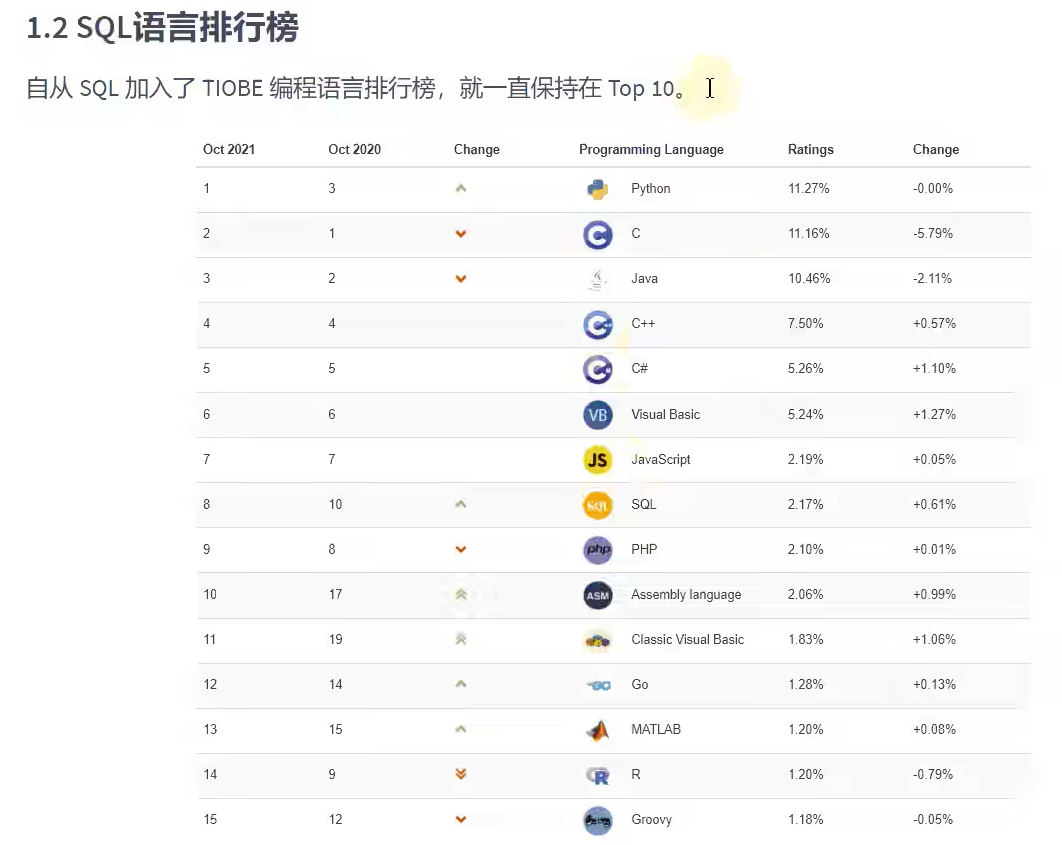 1.2 SQL语言排行榜
自从 SQL 加入了 TIOBE 编程语言排行榜，就一直保持在 Top 10。
Oct 2021 Oct 2020 Change Programming Language Ratings Change
1 3 Python 11.27% -0.00%
2 1 C 11.16% -5.79%
3 2 Java 10.46% -2.11%
4 4 C++ 7.50% +0.57%
5 5 C# 5.26% +1.10%
6 6 VB Visual Basic 5.24% +1.27%
7 7 JS JavaScript 2.19% +0.05%
8 10 SQL SQL 2.17% +0.61%
9 8 php PHP 2.10% +0.01%
10 17 ASM Assembly language 2.06% +0.99%
11 19 Classic Visual Basic 1.83% +1.06%
12 14 GO Go 1.28% +0.13%
13 15 MATLAB 1.20% +0.08%
14 9 R R 1.20% -0.79%
15 12 Groovy 1.18% -0.05%